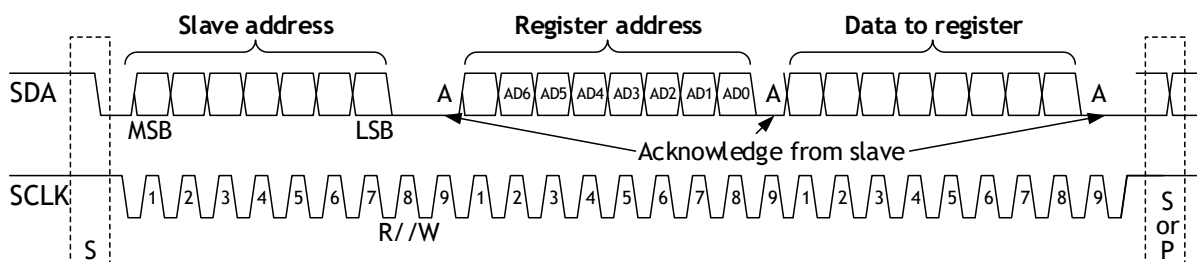 Slave address Register address Data to register
SDA A AD6 AD5 AD4 AD3 AD2 AD1 AD0 A A
MSB LSB
Acknowledge from slave
SCLK 1 2 3 4 5 6 7 8 9 1 2 3 4 5 6 7 8 9 1 2 3 4 5 6 7 8 9
R//W
S
S
or
P